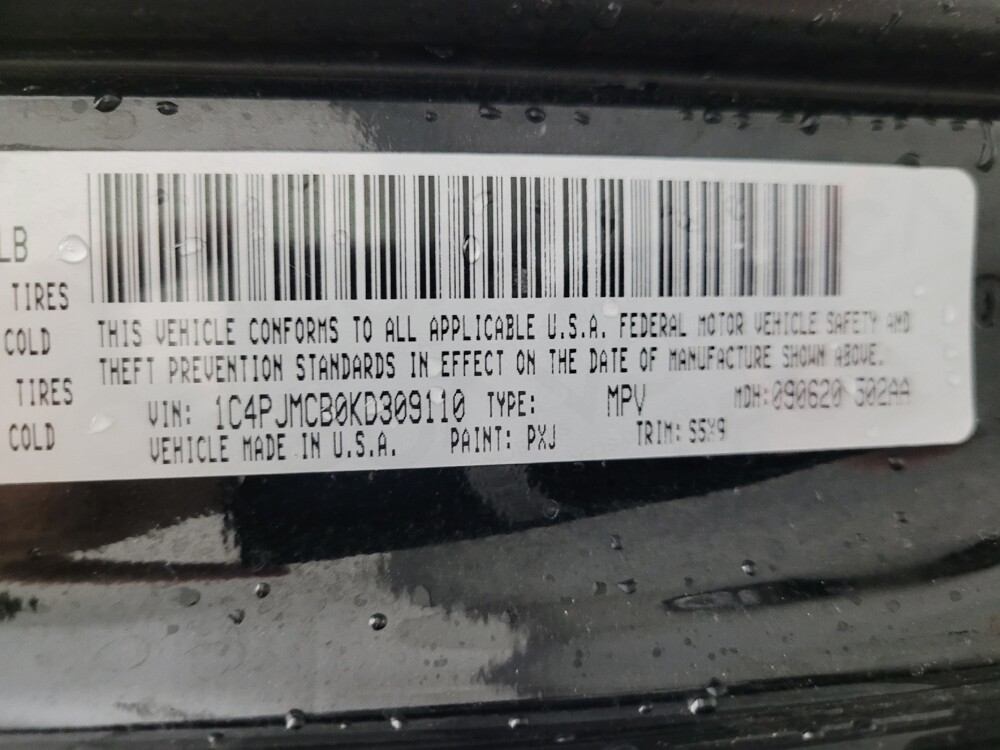 LB
TIRES
COLD
TIRES
COLD
THIS VEHICLE CONFORMS TO ALL APPLICABLE U.S.A. FEDERAL MOTOR VEHICLE SAFETY AND
THEFT PREVENTION STANDARDS IN EFFECT ON THE DATE OF MANUFACTURE SHOWN ABOVE.
VIN: 1C4PJMCB0KD309110 TYPE: MPV MDH:090620 302AA
VEHICLE MADE IN U.S.A. PAINT: PXJ TRIM: